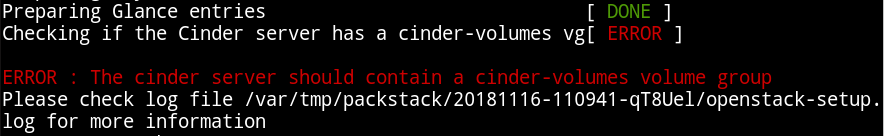 Preparing Glance entries [ DONE ]
Checking if the Cinder server has a cinder-volumes vg[ ERROR ]
ERROR : The cinder server should contain a cinder-volumes volume group
Please check log file /var/tmp/packstack/20181116-110941-qT8Uel/openstack-setup.
log for more information